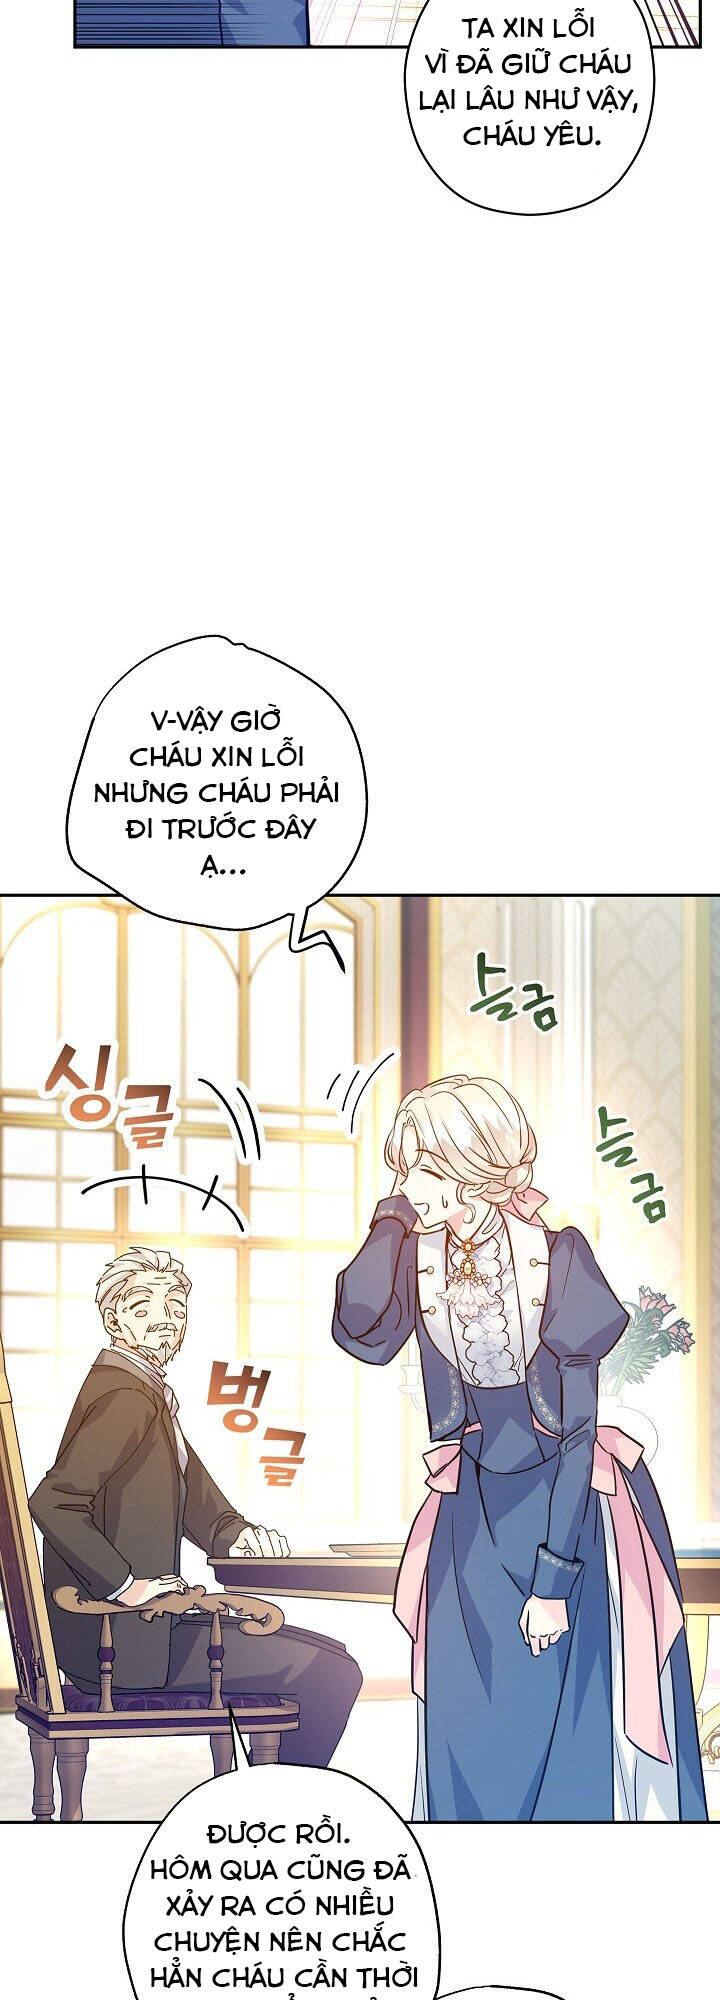 TA XIN LỖI
VÌ ĐÃ GIỮ CHÁU
LẠI LÂU NHƯ VẬY,
CHÁU YÊU.
V-VẬY GIỜ
CHÁU XIN LỖI
NHƯNG CHÁU PHẢI
ĐI TRƯỚC ĐÂY
Ạ...
슬금
싱글
슬금
벙글
ĐƯỢC RỒI.
HÔM QUA CŨNG ĐÃ
XẢY RA CÓ NHIỀU
CHUYỆN NÊN CHẮC
HẲN CHÁU CẦN THỜI